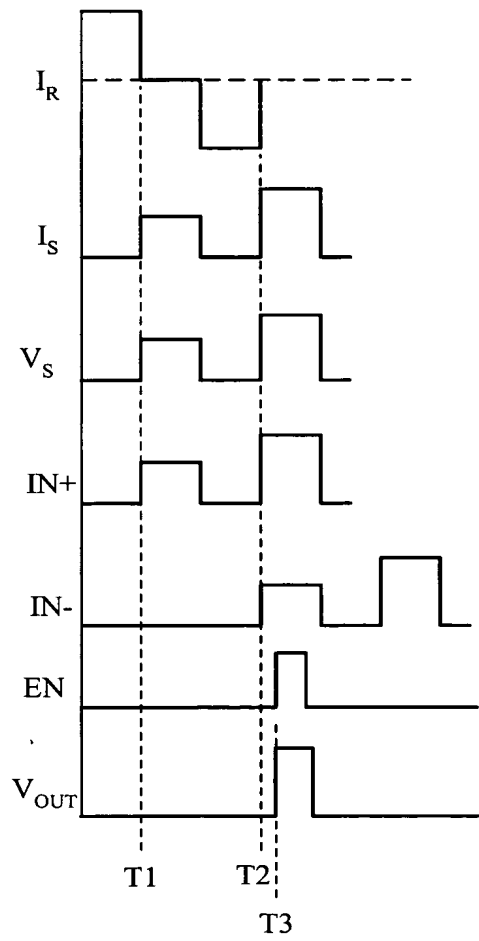 I_R
I_S
V_S
IN+
IN-
EN
V_OUT
T1 T2
T3